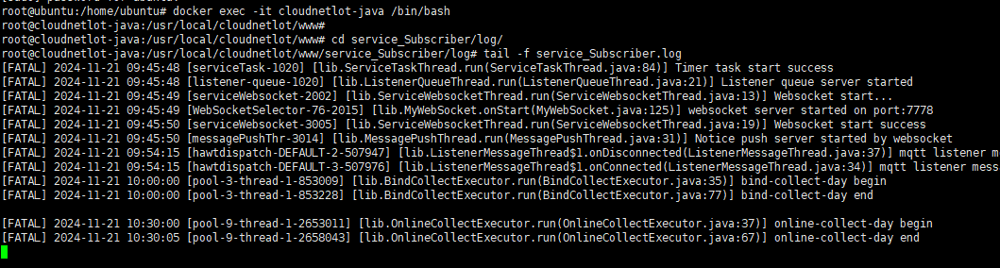 root@ubuntu:/home/ubuntu# docker exec -it cloudnetlot-java /bin/bash
root@cloudnetlot-java:/usr/local/cloudnetlot/www#
root@cloudnetlot-java:/usr/local/cloudnetlot/www# cd service_Subscriber/log/
root@cloudnetlot-java:/usr/local/cloudnetlot/www/service_Subscriber/log# tail -f service_Subscriber.log
[FATAL] 2024-11-21 09:45:48 [serviceTask-1020] [lib.ServiceTaskThread.run(ServiceTaskThread.java:84)] Timer task start success
[FATAL] 2024-11-21 09:45:48 [listener-queue-1020] [lib.ListenerQueueThread.run(ListenerQueueThread.java:21)] Listener queue server started
[FATAL] 2024-11-21 09:45:49 [serviceWebsocket-2002] [lib.ServiceWebsocketThread.run(ServiceWebsocketThread.java:13)] Websocket start...
[FATAL] 2024-11-21 09:45:49 [WebSocketSelector-76-2015] [lib.MyWebSocket.onStart(MyWebSocket.java:125)] websocket server started on port:7778
[FATAL] 2024-11-21 09:45:50 [serviceWebsocket-3005] [lib.ServiceWebsocketThread.run(ServiceWebsocketThread.java:19)] Websocket start success
[FATAL] 2024-11-21 09:45:50 [messagePushThr-3014] [lib.MessagePushThread.run(MessagePushThread.java:31)] Notice push server started by websocket
[FATAL] 2024-11-21 09:54:15 [hawtdispatch-DEFAULT-2-507947] [lib.ListenerMessageThread$1.onDisconnected(ListenerMessageThread.java:37)] mqtt listener m
[FATAL] 2024-11-21 09:54:15 [hawtdispatch-DEFAULT-3-507976] [lib.ListenerMessageThread$1.onConnected(ListenerMessageThread.java:34)] mqtt listener mess
[FATAL] 2024-11-21 10:00:00 [pool-3-thread-1-853009] [lib.BindCollectExecutor.run(BindCollectExecutor.java:35)] bind-collect-day begin
[FATAL] 2024-11-21 10:00:00 [pool-3-thread-1-853228] [lib.BindCollectExecutor.run(BindCollectExecutor.java:77)] bind-collect-day end
[FATAL] 2024-11-21 10:30:00 [pool-9-thread-1-2653011] [lib.OnlineCollectExecutor.run(OnlineCollectExecutor.java:37)] online-collect-day begin
[FATAL] 2024-11-21 10:30:05 [pool-9-thread-1-2658043] [lib.OnlineCollectExecutor.run(OnlineCollectExecutor.java:67)] online-collect-day end